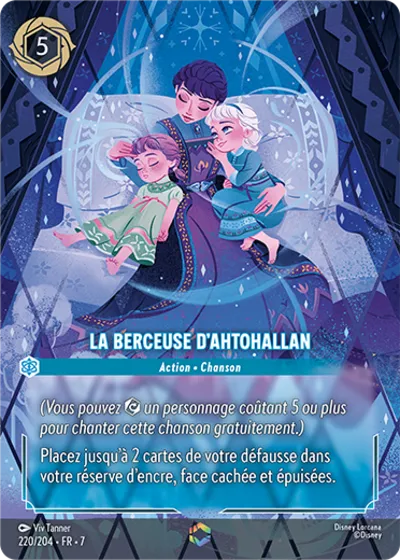 5
LA BERCEUSE D'AHTOHALLAN
Action • Chanson
(Vous pouvez un personnage coûtant 5 ou plus
pour chanter cette chanson gratuitement.)
Placez jusqu'à 2 cartes de votre défausse dans
votre réserve d'encre, face cachée et épuisées.
Viv Tanner
220/204 • FR • 7
Disney Lorcana
©Disney